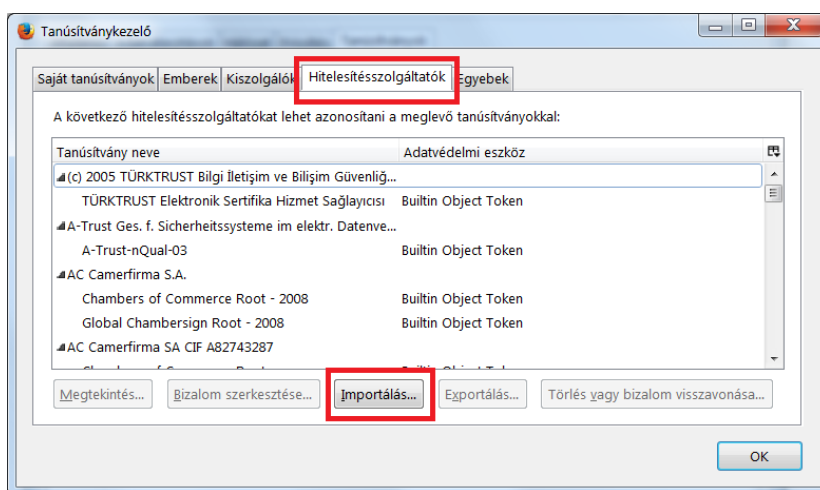 Tanúsítványkezelő
Saját tanúsítványok Emberek Kiszolgálók Hitelesítésszolgáltatók Egyebek
A következő hitelesítésszolgáltatókat lehet azonosítani a meglevő tanúsítványokkal:
Tanúsítvány neve Adatvédelmi eszköz
(c) 2005 TÜRKTRUST Bilgi İletişim ve Bilişim Güvenliğ...
TÜRKTRUST Elektronik Sertifika Hizmet Sağlayıcısı Builtin Object Token
A-Trust Ges. f. Sicherheitssysteme im elektr. Datenve...
A-Trust-nQual-03 Builtin Object Token
AC Camerfirma S.A.
Chambers of Commerce Root - 2008 Builtin Object Token
Global Chambersign Root - 2008 Builtin Object Token
AC Camerfirma SA CIF A82743287
Megtekintés... Bizalom szerkesztése... Importálás... Exportálás... Törlés vagy bizalom visszavonása...
OK